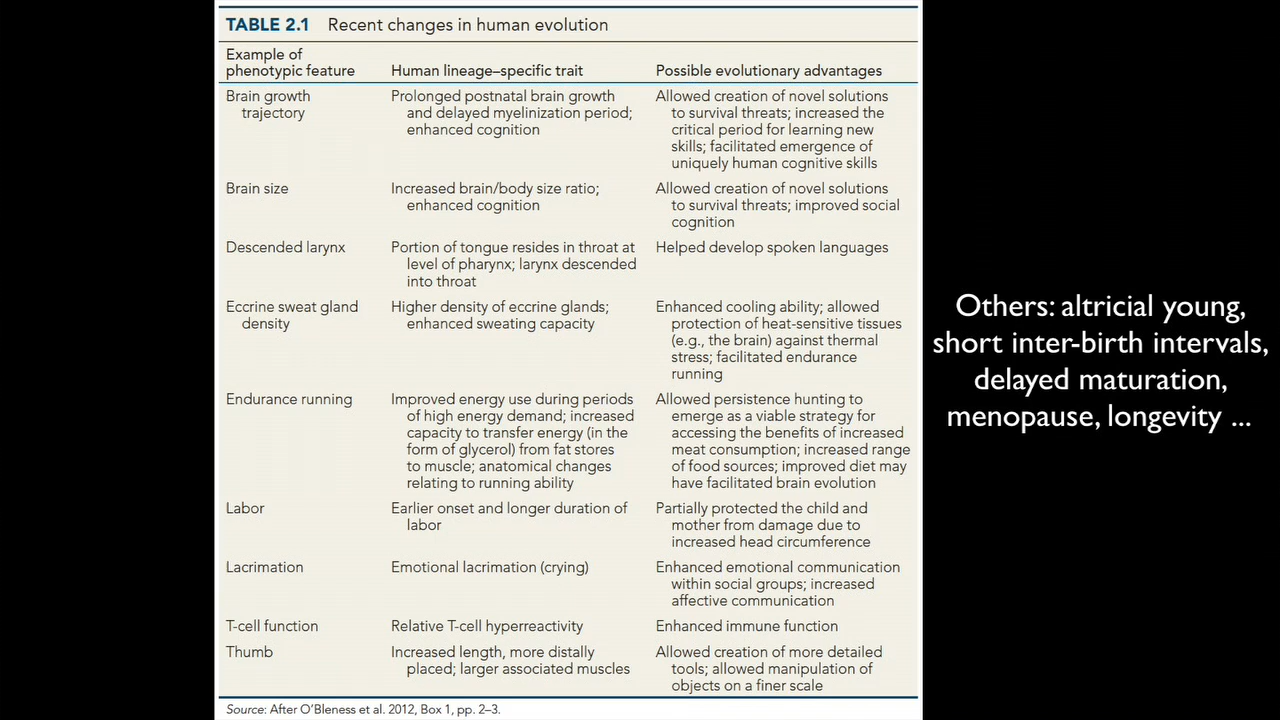 TABLE 2.1 Recent changes in human evolution
Example of
phenotypic feature
Human lineage–specific trait
Possible evolutionary advantages
Brain growth
trajectory
Prolonged postnatal brain growth
and delayed myelinization period;
enhanced cognition
Allowed creation of novel solutions
to survival threats; increased the
critical period for learning new
skills; facilitated emergence of
uniquely human cognitive skills
Brain size
Increased brain/body size ratio;
enhanced cognition
Allowed creation of novel solutions
to survival threats; improved social
cognition
Descended larynx
Portion of tongue resides in throat at
level of pharynx; larynx descended
into throat
Helped develop spoken languages
Eccrine sweat gland
density
Higher density of eccrine glands;
enhanced sweating capacity
Enhanced cooling ability; allowed
protection of heat-sensitive tissues
(e.g., the brain) against thermal
stress; facilitated endurance
running
Endurance running
Improved energy use during periods
of high energy demand; increased
capacity to transfer energy (in the
form of glycerol) from fat stores
to muscle; anatomical changes
relating to running ability
Allowed persistence hunting to
emerge as a viable strategy for
accessing the benefits of increased
meat consumption; increased range
of food sources; improved diet may
have facilitated brain evolution
Labor
Earlier onset and longer duration of
labor
Partially protected the child and
mother from damage due to
increased head circumference
Lacrimation
Emotional lacrimation (crying)
Enhanced emotional communication
within social groups; increased
affective communication
T-cell function
Relative T-cell hyperreactivity
Enhanced immune function
Thumb
Increased length, more distally
placed; larger associated muscles
Allowed creation of more detailed
tools; allowed manipulation of
objects on a finer scale
Source: After O’Bleness et al. 2012, Box 1, pp. 2–3.
Others: altricial young,
short inter-birth intervals,
delayed maturation,
menopause, longevity ...